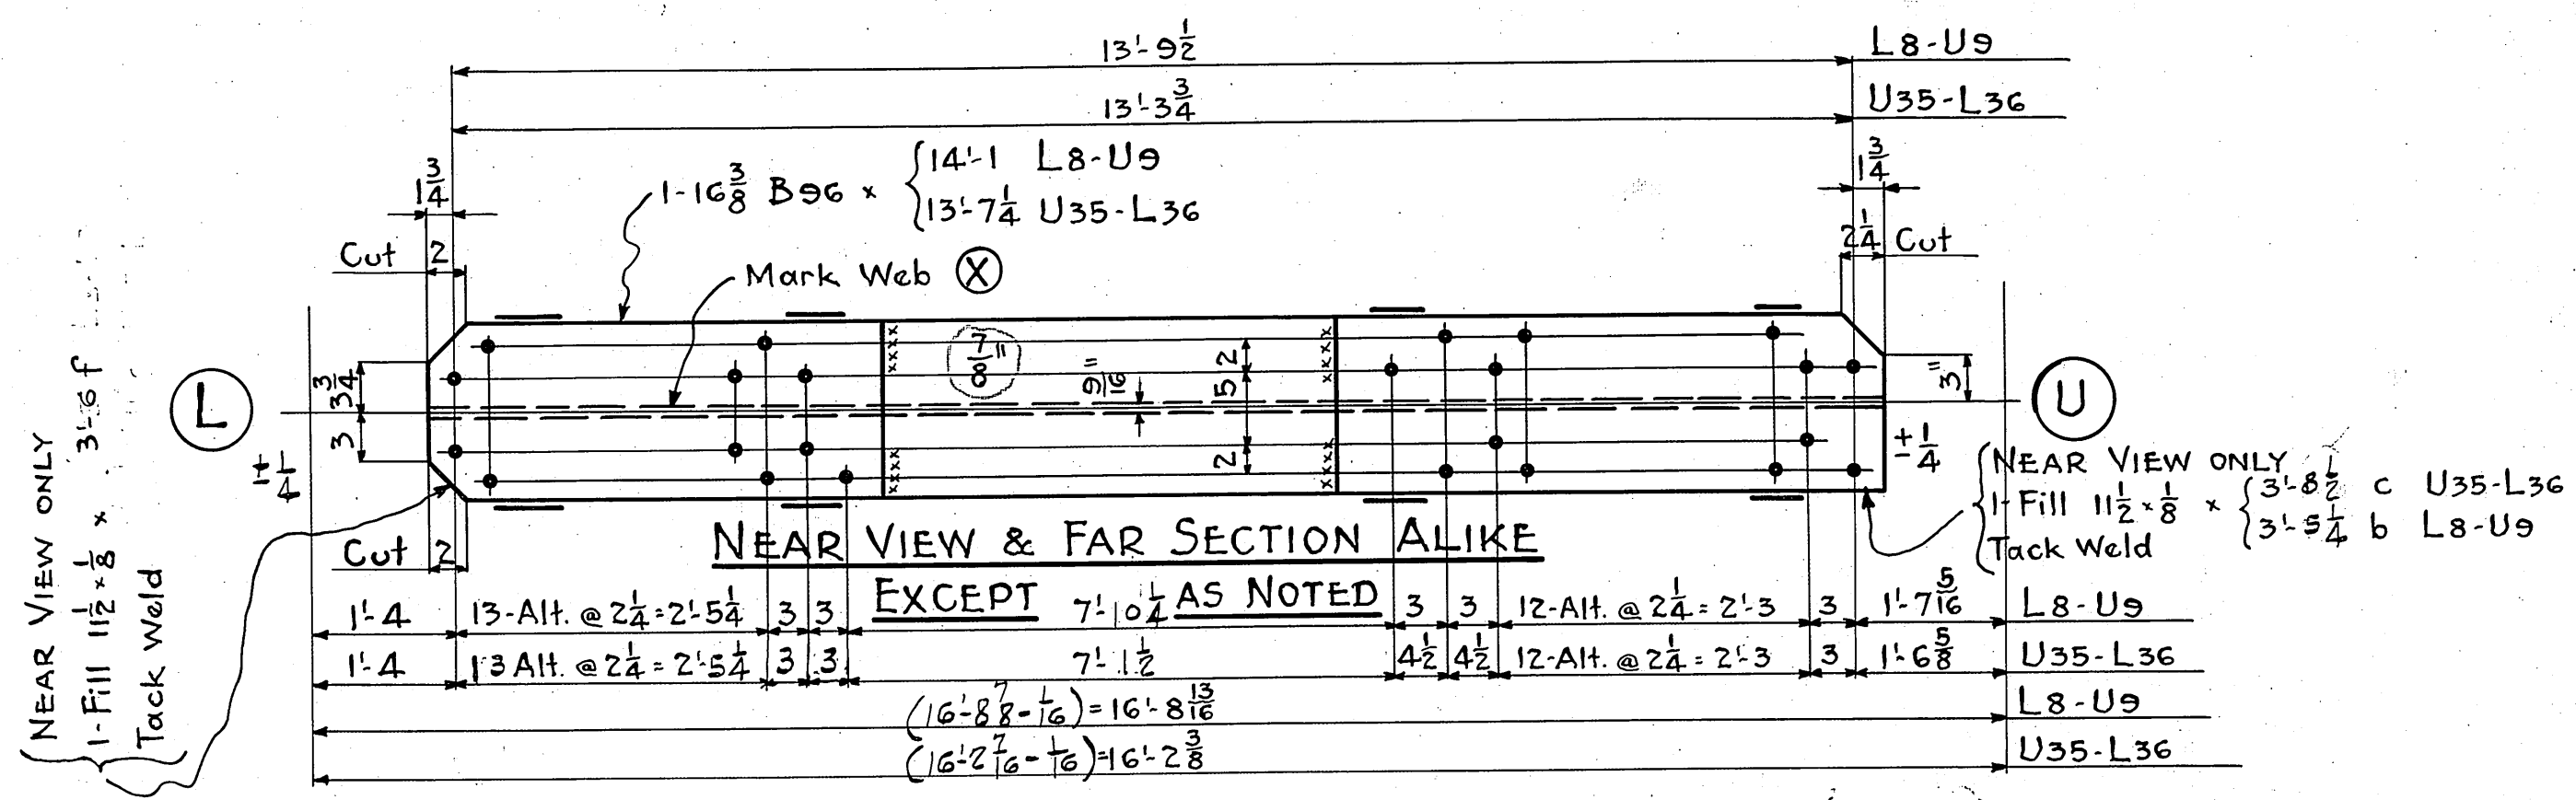 13'-9 1/2 L8-U9
13'-3 3/4 U35-L36
1 3/4
1-16 3/8 B96 x { 14'-1 L8-U9
13'-7 1/4 U35-L36
1 3/4
Cut 2
2 1/4 Cut
Mark Web X
7/8"
9/16"
2
5
2
3 3/4
3
3"
L
U
± 1/4
± 1/4
NEAR VIEW ONLY
1-Fill 11 1/2 x 1/8 x 3'-6 f
Tack Weld
NEAR VIEW ONLY
1-Fill 11 1/2 x 1/8 x { 3'-8 1/2 c U35-L36
3'-5 1/4 b L8-U9
Tack Weld
Cut 2
NEAR VIEW & FAR SECTION ALIKE
EXCEPT AS NOTED
1'-4 13-Alt. @ 2 1/4 = 2'-5 1/4 3 3 7'-10 1/4 3 3 12-Alt. @ 2 1/4 = 2'-3 3 1'-7 5/16 L8-U9
1'-4 13 Alt. @ 2 1/4 = 2'-5 1/4 3 3 7'-1 1/2 4 1/2 4 1/2 12-Alt. @ 2 1/4 = 2'-3 3 1'-6 5/8 U35-L36
(16'-8 7/8 - 1/16) = 16'-8 13/16 L8-U9
(16'-2 7/16 - 1/16) = 16'-2 3/8 U35-L36